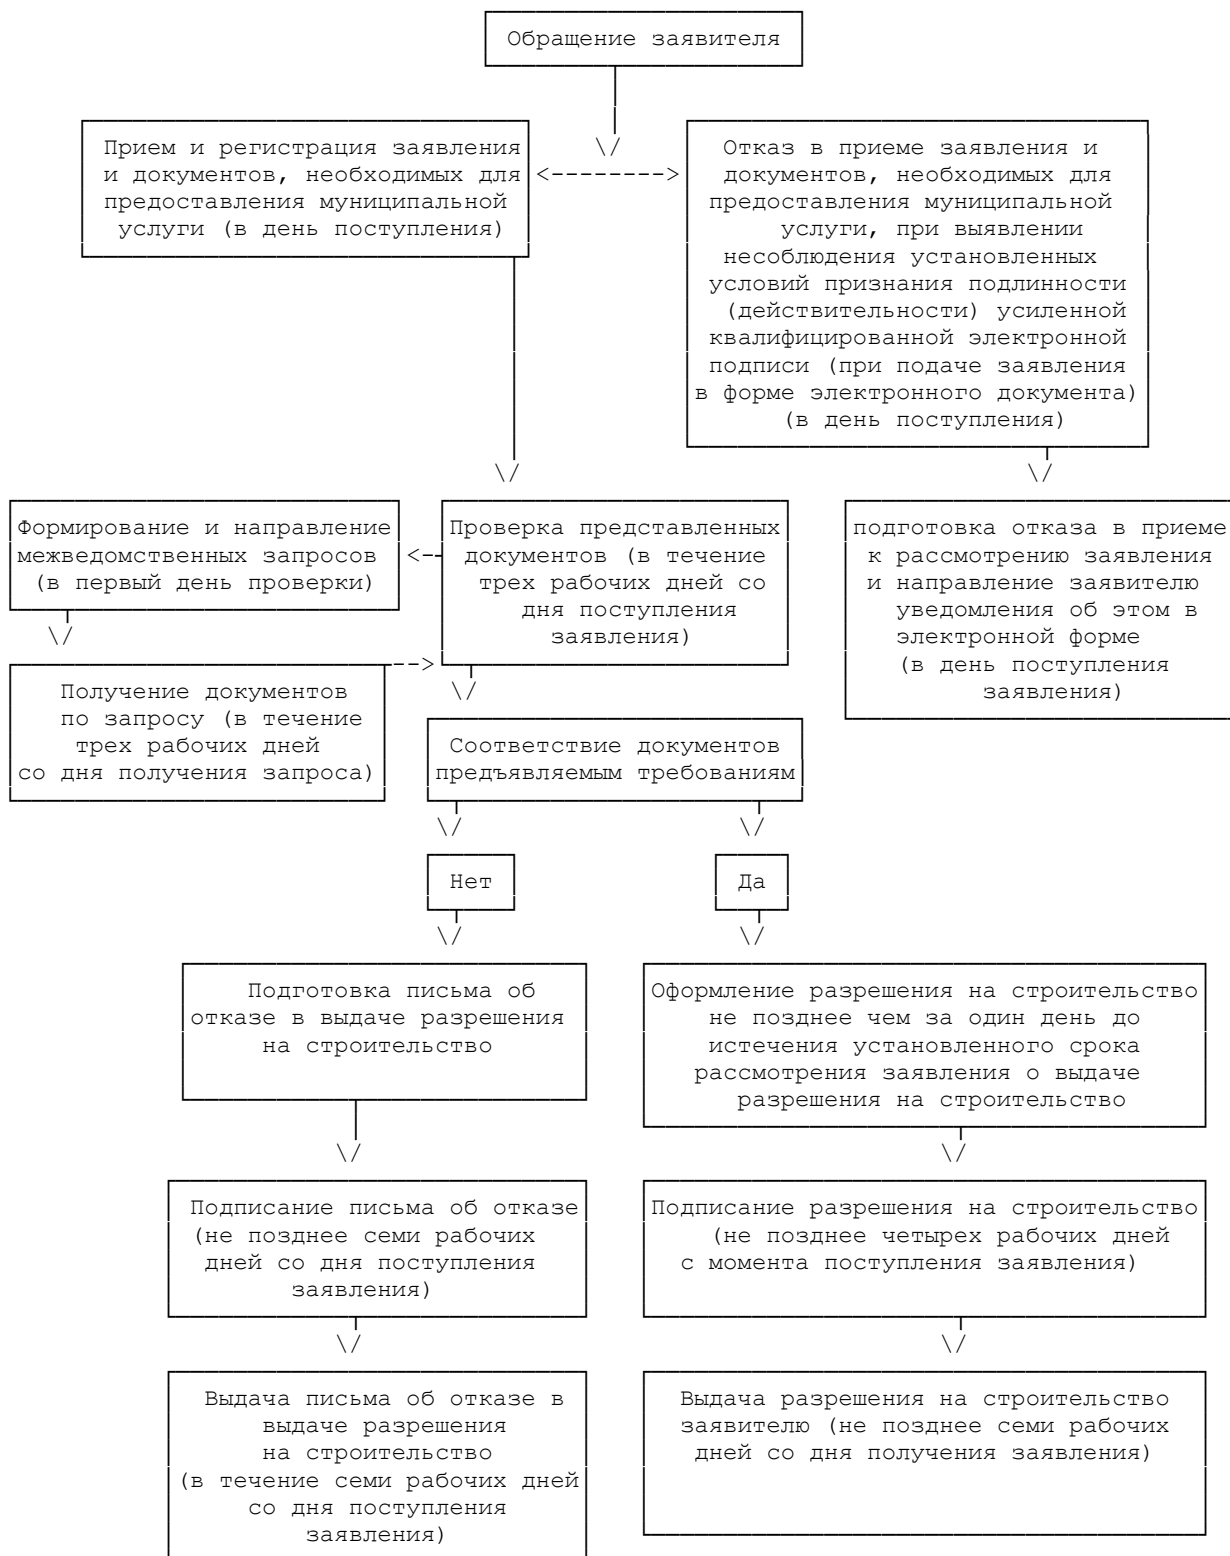 Обращение заявителя
Прием и регистрация заявления
и документов, необходимых для
предоставления муниципальной
услуги (в день поступления)
Отказ в приеме заявления и
документов, необходимых для
предоставления муниципальной
услуги, при выявлении
несоблюдения установленных
условий признания подлинности
(действительности) усиленной
квалифицированной электронной
подписи (при подаче заявления
в форме электронного документа)
(в день поступления)
Формирование и направление
межведомственных запросов
(в первый день проверки)
Проверка представленных
документов (в течение
трех рабочих дней со
дня поступления
заявления)
подготовка отказа в приеме
к рассмотрению заявления
и направление заявителю
уведомления об этом в
электронной форме
(в день поступления
заявления)
Получение документов
по запросу (в течение
трех рабочих дней
со дня получения запроса)
Соответствие документов
предъявляемым требованиям
Нет
Да
Подготовка письма об
отказе в выдаче разрешения
на строительство
Оформление разрешения на строительство
не позднее чем за один день до
истечения установленного срока
рассмотрения заявления о выдаче
разрешения на строительство
Подписание письма об отказе
(не позднее семи рабочих
дней со дня поступления
заявления)
Подписание разрешения на строительство
(не позднее четырех рабочих дней
с момента поступления заявления)
Выдача письма об отказе в
выдаче разрешения
на строительство
(в течение семи рабочих дней
со дня поступления
заявления)
Выдача разрешения на строительство
заявителю (не позднее семи рабочих
дней со дня получения заявления)